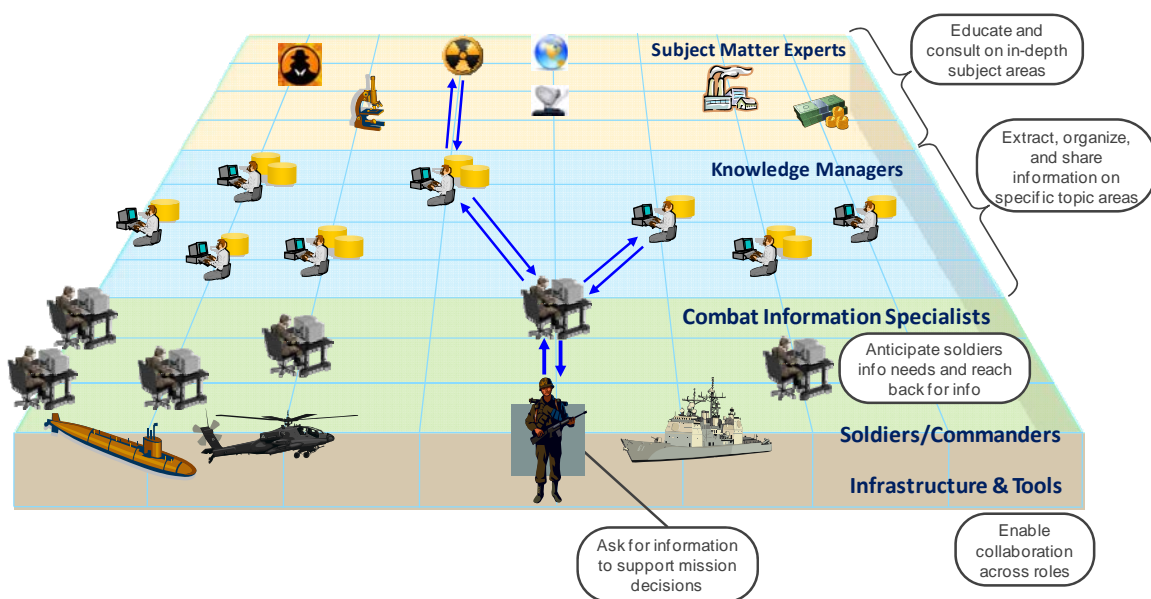 Subject Matter Experts
Educate and
consult on in-depth
subject areas
Knowledge Managers
Extract, organize,
and share
information on
specific topic areas
Combat Information Specialists
Anticipate soldiers
info needs and reach
back for info
Soldiers/Commanders
Infrastructure & Tools
Ask for information
to support mission
decisions
Enable
collaboration
across roles